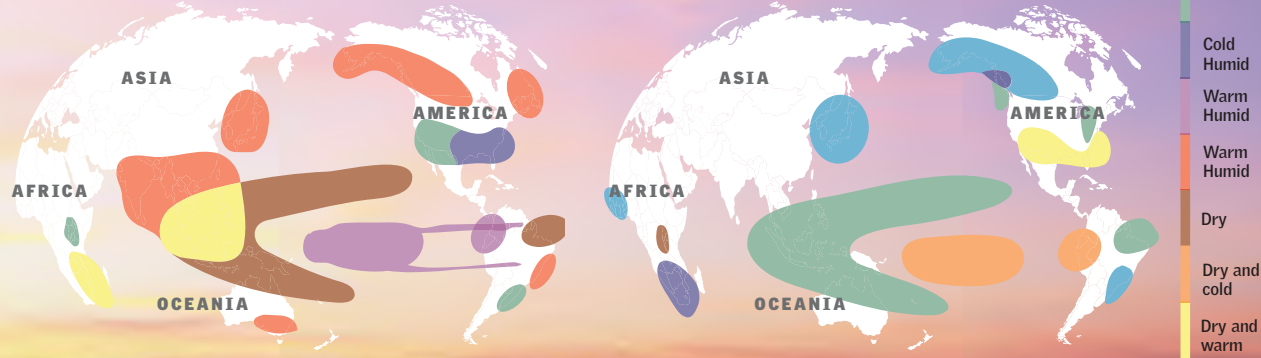 ASIA
AMERICA
AFRICA
OCEANIA
ASIA
AMERICA
AFRICA
OCEANIA
Cold
Humid
Warm
Humid
Warm
Humid
Dry
Dry and
cold
Dry and
warm